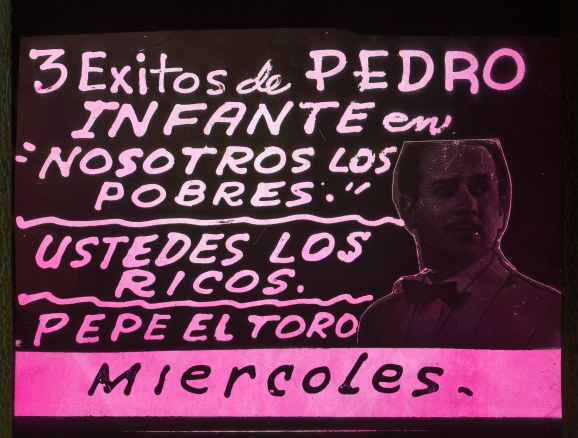 3 Exitos de PEDRO
INFANTE en
"NOSOTROS LOS
POBRES."
USTEDES LOS
RICOS.
PEPE EL TORO
Miercoles.